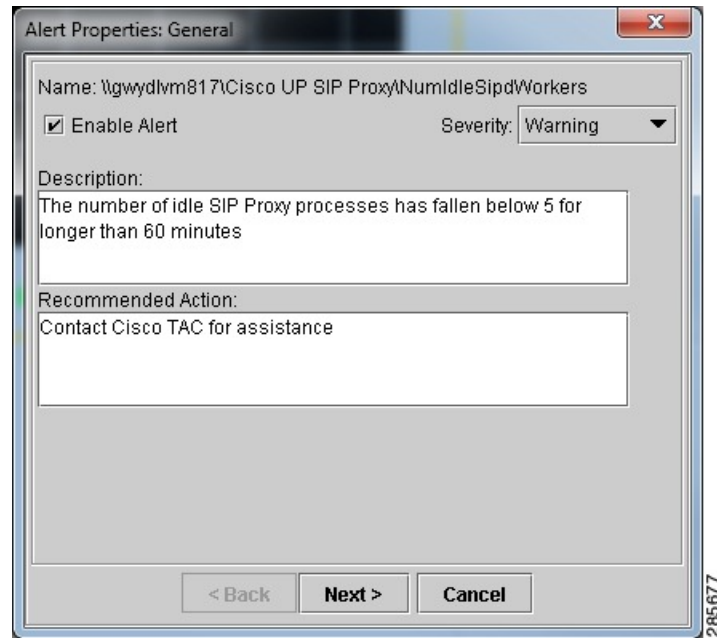 Alert Properties: General
Name: \\gwydlvm817\Cisco UP SIP Proxy\NumIdleSipdWorkers
Enable Alert
Severity: Warning
Description:
The number of idle SIP Proxy processes has fallen below 5 for
longer than 60 minutes
Recommended Action:
Contact Cisco TAC for assistance
< Back
Next >
Cancel
285677